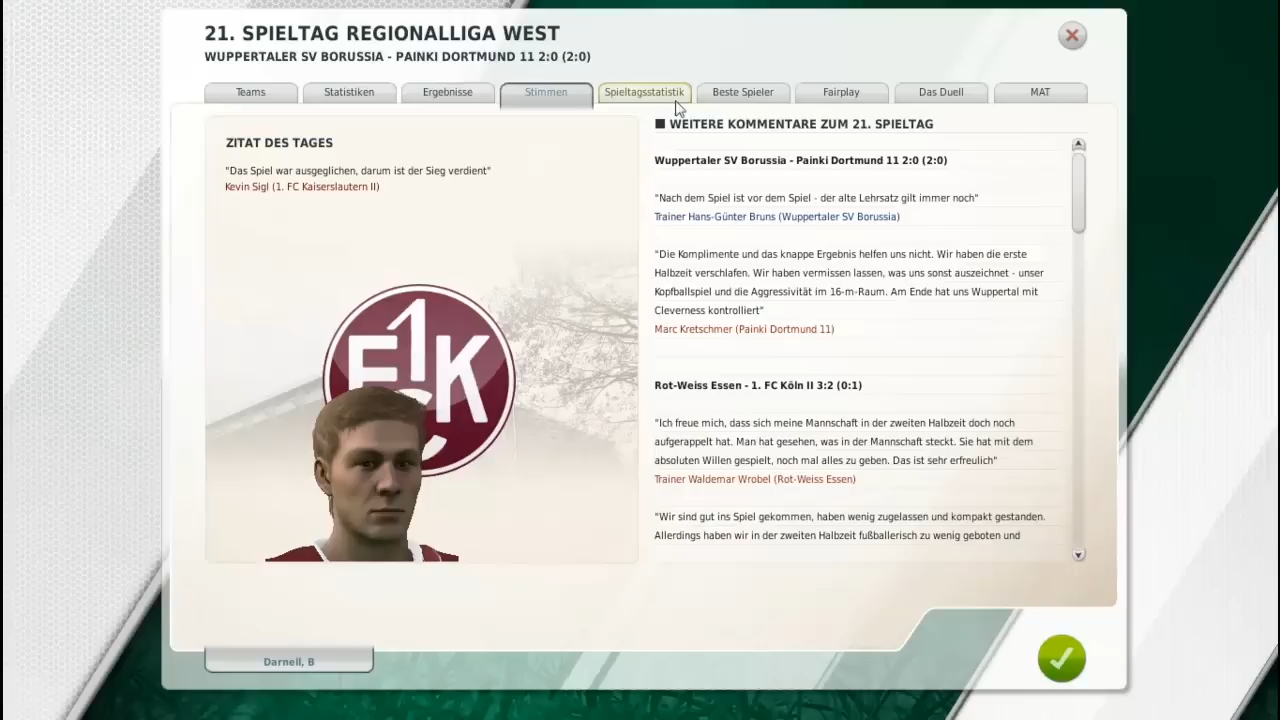 21. SPIELTAG REGIONALLIGA WEST
WUPPERTALER SV BORUSSIA - PAINKI DORTMUND 11 2:0 (2:0)
Teams
Statistiken
Ergebnisse
Stimmen
Spieltagsstatistik
Beste Spieler
Fairplay
Das Duell
MAT
ZITAT DES TAGES
"Das Spiel war ausgeglichen, darum ist der Sieg verdient"
Kevin Sigl (1. FC Kaiserslautern II)
1
FCK
WEITERE KOMMENTARE ZUM 21. SPIELTAG
Wuppertaler SV Borussia - Painki Dortmund 11 2:0 (2:0)
"Nach dem Spiel ist vor dem Spiel - der alte Lehrsatz gilt immer noch"
Trainer Hans-Günter Bruns (Wuppertaler SV Borussia)
"Die Komplimente und das knappe Ergebnis helfen uns nicht. Wir haben die erste
Halbzeit verschlafen. Wir haben vermissen lassen, was uns sonst auszeichnet - unser
Kopfballspiel und die Aggressivität im 16-m-Raum. Am Ende hat uns Wuppertal mit
Cleverness kontrolliert"
Marc Kretschmer (Painki Dortmund 11)
Rot-Weiss Essen - 1. FC Köln II 3:2 (0:1)
"Ich freue mich, dass sich meine Mannschaft in der zweiten Halbzeit doch noch
aufgerappelt hat. Man hat gesehen, was in der Mannschaft steckt. Sie hat mit dem
absoluten Willen gespielt, noch mal alles zu geben. Das ist sehr erfreulich"
Trainer Waldemar Wrobel (Rot-Weiss Essen)
"Wir sind gut ins Spiel gekommen, haben wenig zugelassen und kompakt gestanden.
Allerdings haben wir in der zweiten Halbzeit fußballerisch zu wenig geboten und
Darnell, B